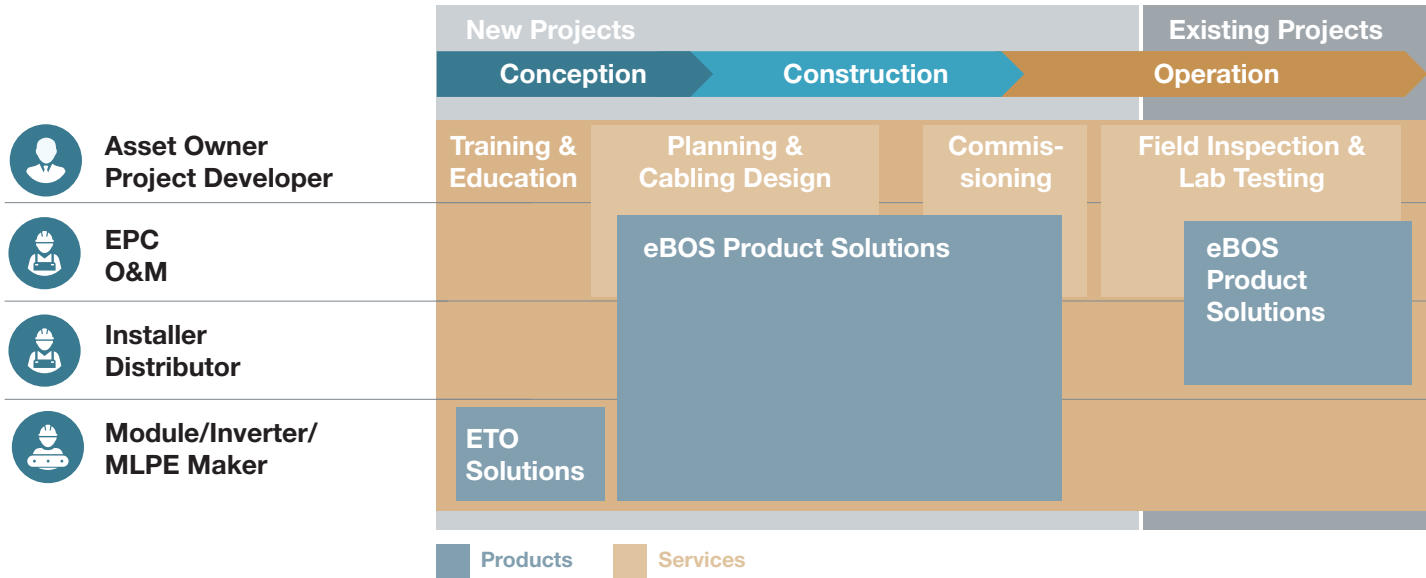 New Projects
Existing Projects
Conception
Construction
Operation
Asset Owner
Project Developer
Training &
Education
Planning &
Cabling Design
Commis-
sioning
Field Inspection &
Lab Testing
EPC
O&M
eBOS Product Solutions
eBOS
Product
Solutions
Installer
Distributor
Module/Inverter/
MLPE Maker
ETO
Solutions
Products
Services